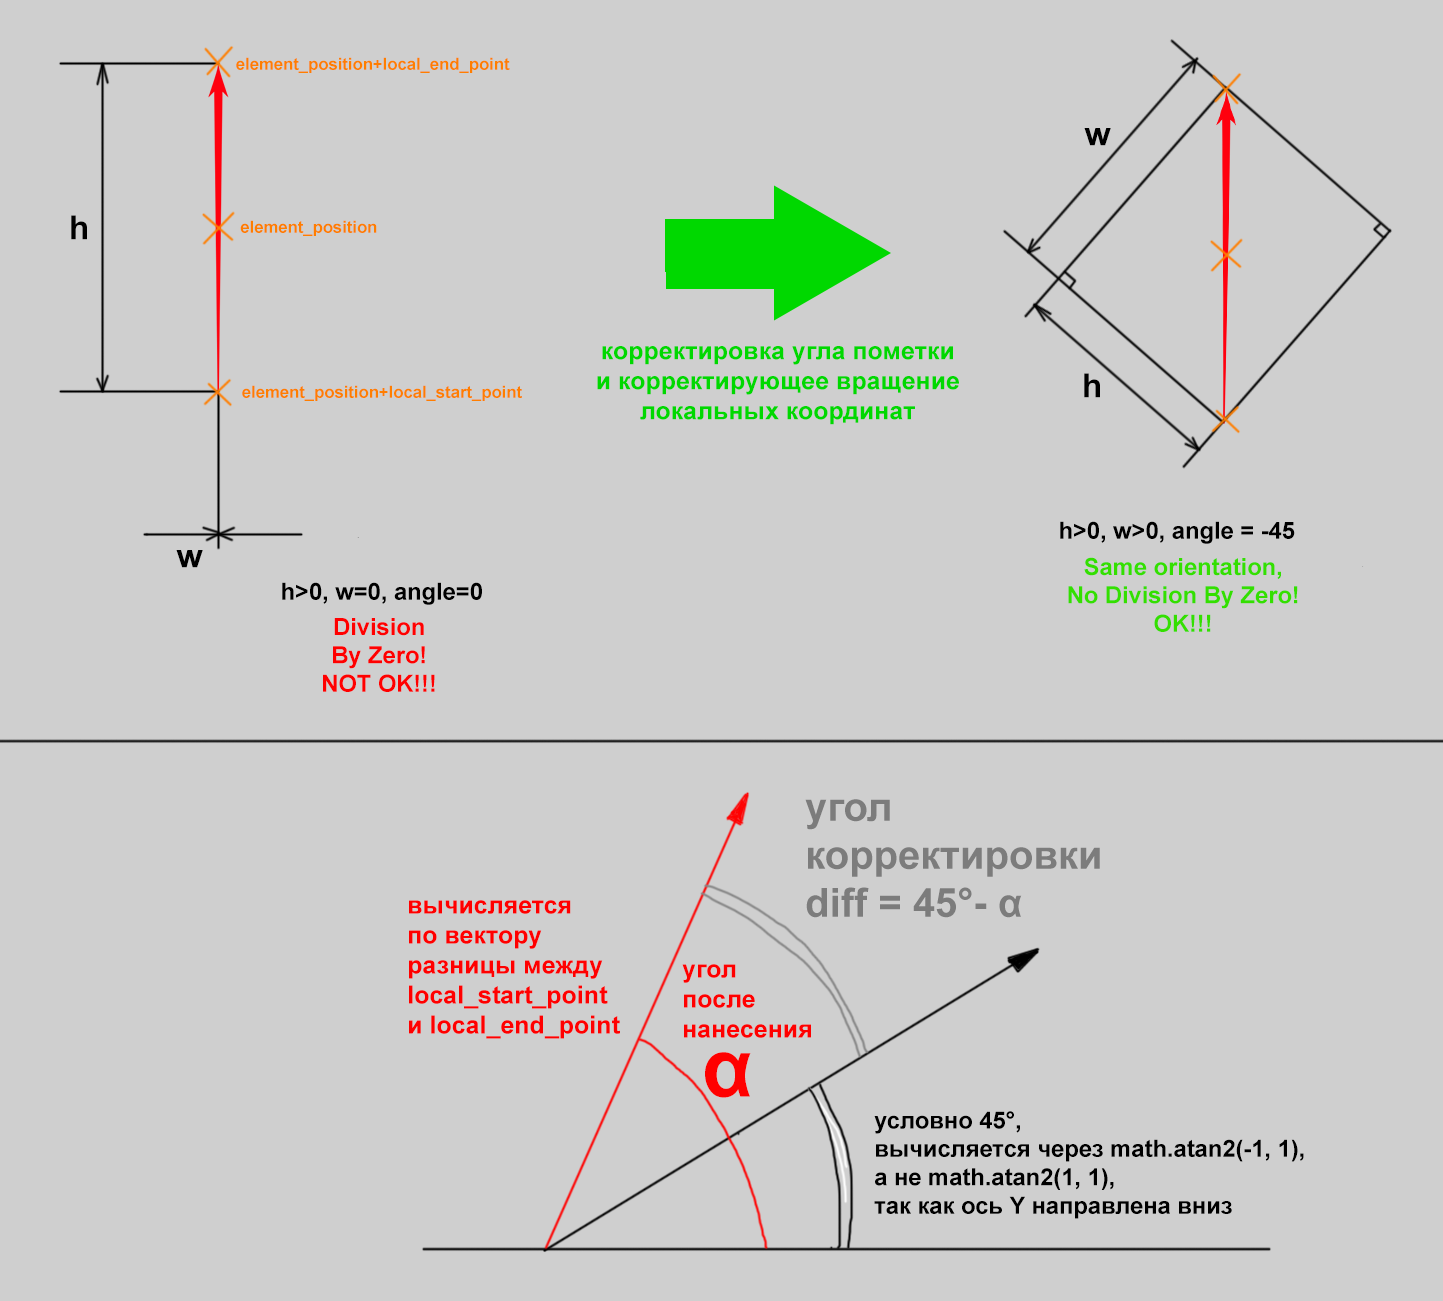 element_position+local_end_point
h
element_position
element_position+local_start_point
w
h>0, w=0, angle=0
Division
By Zero!
NOT OK!!!
корректировка угла пометки
и корректирующее вращение
локальных координат
w
h
h>0, w>0, angle = -45
Same orientation,
No Division By Zero!
OK!!!
угол
корректировки
diff = 45°- α
вычисляется
по вектору
разницы между
local_start_point
и local_end_point
угол
после
нанесения
α
условно 45°,
вычисляется через math.atan2(-1, 1),
а не math.atan2(1, 1),
так как ось Y направлена вниз